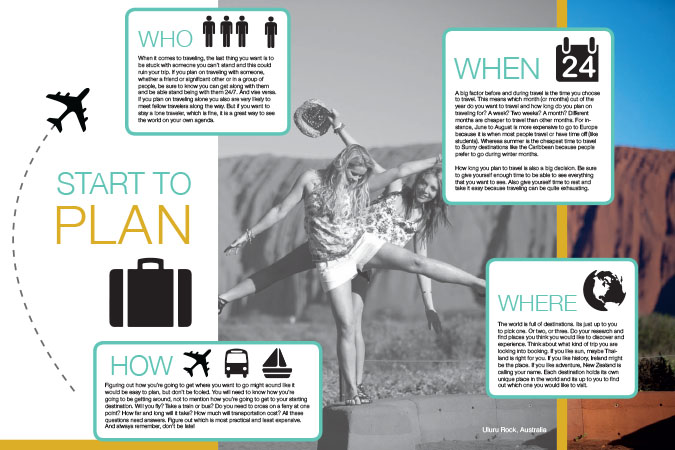 WHO
When it comes to traveling, the last thing you want is to
be stuck with someone you can't stand and this could
ruin your trip. If you plan on traveling with someone,
whether a friend or significant other or in a group of
people, be sure to know you can get along with them
and be able stand being with them 24/7. And vise versa.
If you plan on traveling alone you also are very likely to
meet fellow travelers along the way. But if you want to
stay a lone traveler, which is fine, it is a great way to see
the world on your own agenda.
START TO
PLAN
HOW
Figuring out how you're going to get where you want to go might sound like it
would be easy to plan, but don't be fooled. You will need to know how you're
going to be getting around, not to mention how you're going to get to your starting
destination. Will you fly? Take a train or bus? Do you need to cross on a ferry at one
point? How far and long will it take? How much will transportation cost? All these
questions need answers. Figure out which is most practical and least expensive.
And always remember, don't be late!
WHEN
24
A big factor before and during travel is the time you choose
to travel. This means which month (or months) out of the
year do you want to travel and how long do you plan on
traveling for? A week? Two weeks? A month? Different
months are cheaper to travel than other months. For in-
stance, June to August is more expensive to go to Europe
because it is when most people travel or have time off (like
students). Whereas summer is the cheapest time to travel
to Sunny destinations like the Caribbean because people
prefer to go during winter months.
How long you plan to travel is also a big decision. Be sure
to give yourself enough time to be able to see everything
that you want to see. Also give yourself time to rest and
take it easy because traveling can be quite exhausting.
WHERE
The world is full of destinations. Its just up to you
to pick one. Or two, or three. Do your research and
find places you think you would like to discover and
experience. Think about what kind of trip you are
looking into booking. If you like sun, maybe Thai-
land is right for you. If you like history, Ireland might
be the place. If you like adventure, New Zealand is
calling your name. Each destination holds its own
unique place in the world and its up to you to find
out which one you would like to visit.
Uluru Rock, Australia